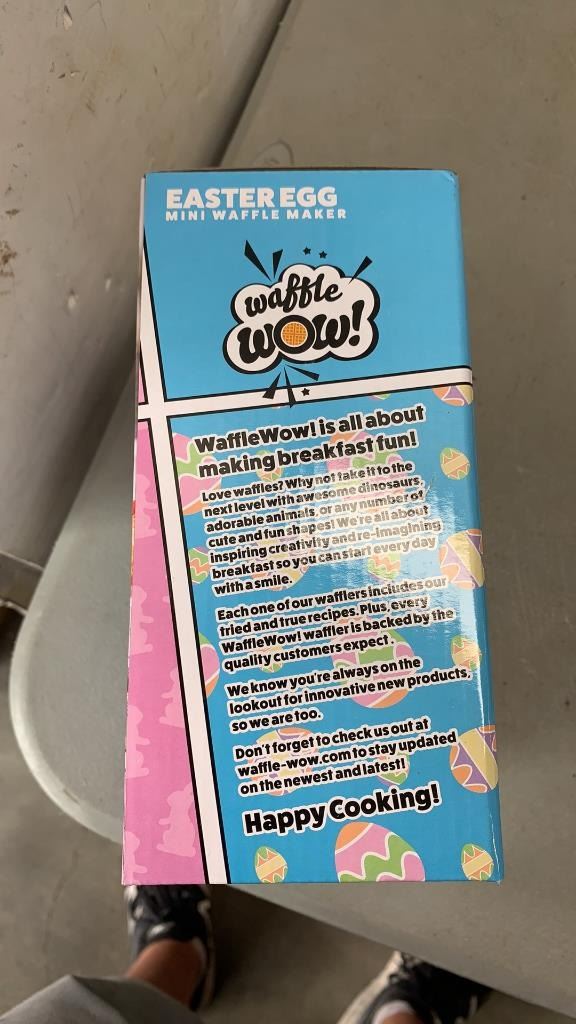 EASTER EGG
MINI WAFFLE MAKER
waffle
WOW!
WaffleWow! is all about
making breakfast fun!
Love waffles? Why not take it to the
next level with awesome dinosaurs,
adorable animals, or any number of
cute and fun shapes! We're all about
inspiring creativity and re-imagining
breakfast so you can start every day
with a smile.
Each one of our wafflers includes our
tried and true recipes. Plus, every
WaffleWow! waffler is backed by the
quality customers expect.
We know you're always on the
lookout for innovative new products,
so we are too.
Don't forget to check us out at
waffle-wow.com to stay updated
on the newest and latest!
Happy Cooking!